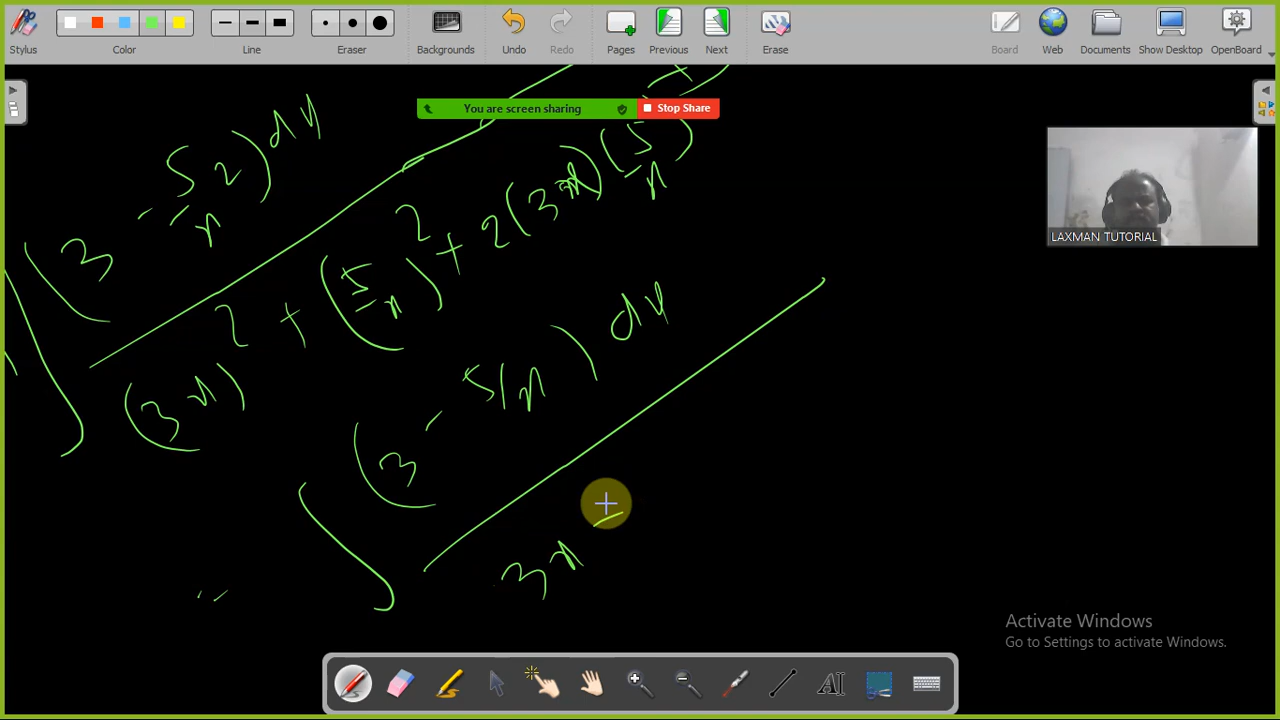 Stylus
Color
Line
Eraser
Backgrounds
Undo
Redo
Pages
Previous
Next
Erase
Board
Web
Documents
Show Desktop
OpenBoard
You are screen sharing
Stop Share
LAXMAN TUTORIAL
∫ (3 - 5/x^2) dx
(3x)^2 + (5/x)^2 + 2(3x)(5/x)
= ∫ (3 - 5/x) dx
3x
Activate Windows
Go to Settings to activate Windows.